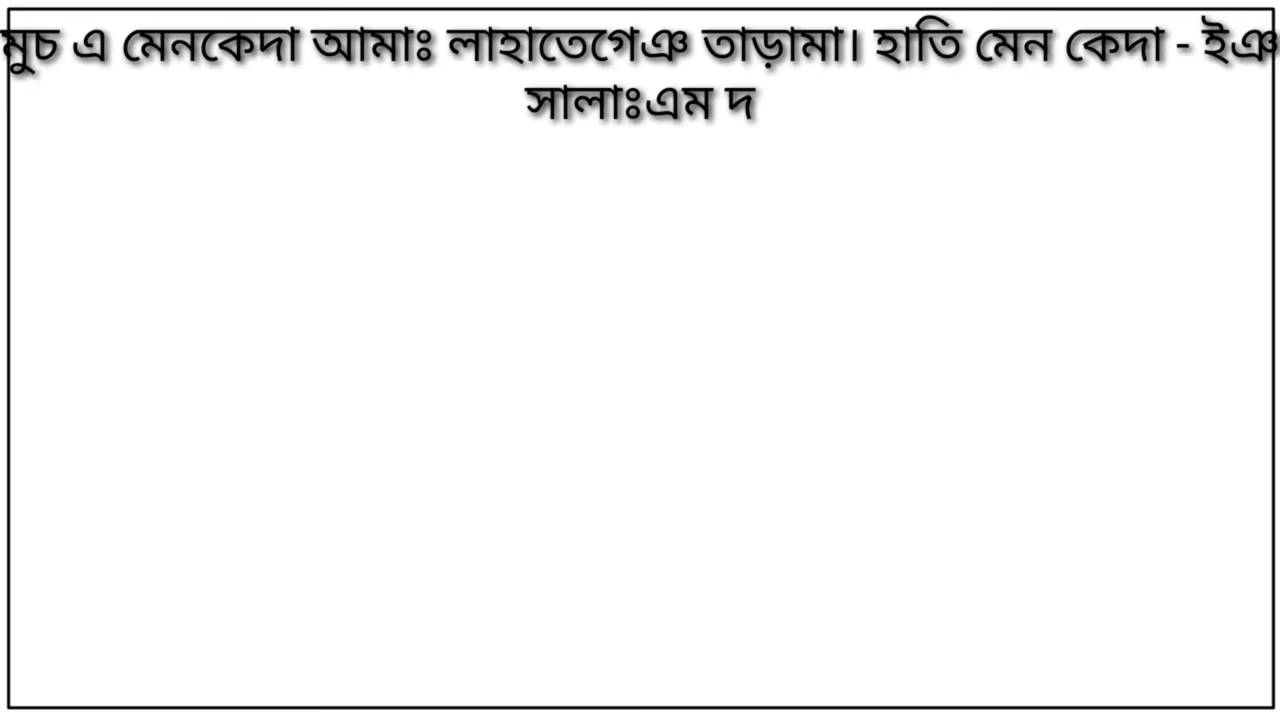 মুচ এ মেনকেদা আমাঃ লাহাতেগেঞ তাড়ামা। হাতি মেন কেদা - ইঞ
সালাঃএম দ